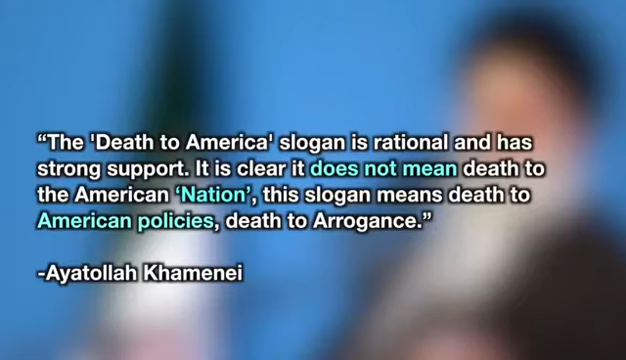 “The 'Death to America' slogan is rational and has
strong support. It is clear it does not mean death to
the American ‘Nation’, this slogan means death to
American policies, death to Arrogance.”
-Ayatollah Khamenei